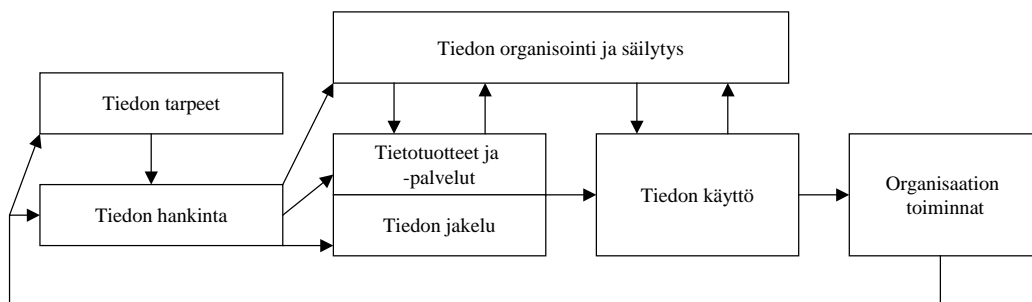 Tiedon organisointi ja säilytys
Tiedon tarpeet
Tiedon hankinta
Tietotuotteet ja
-palvelut
Tiedon jakelu
Tiedon käyttö
Organisaation
toiminnat